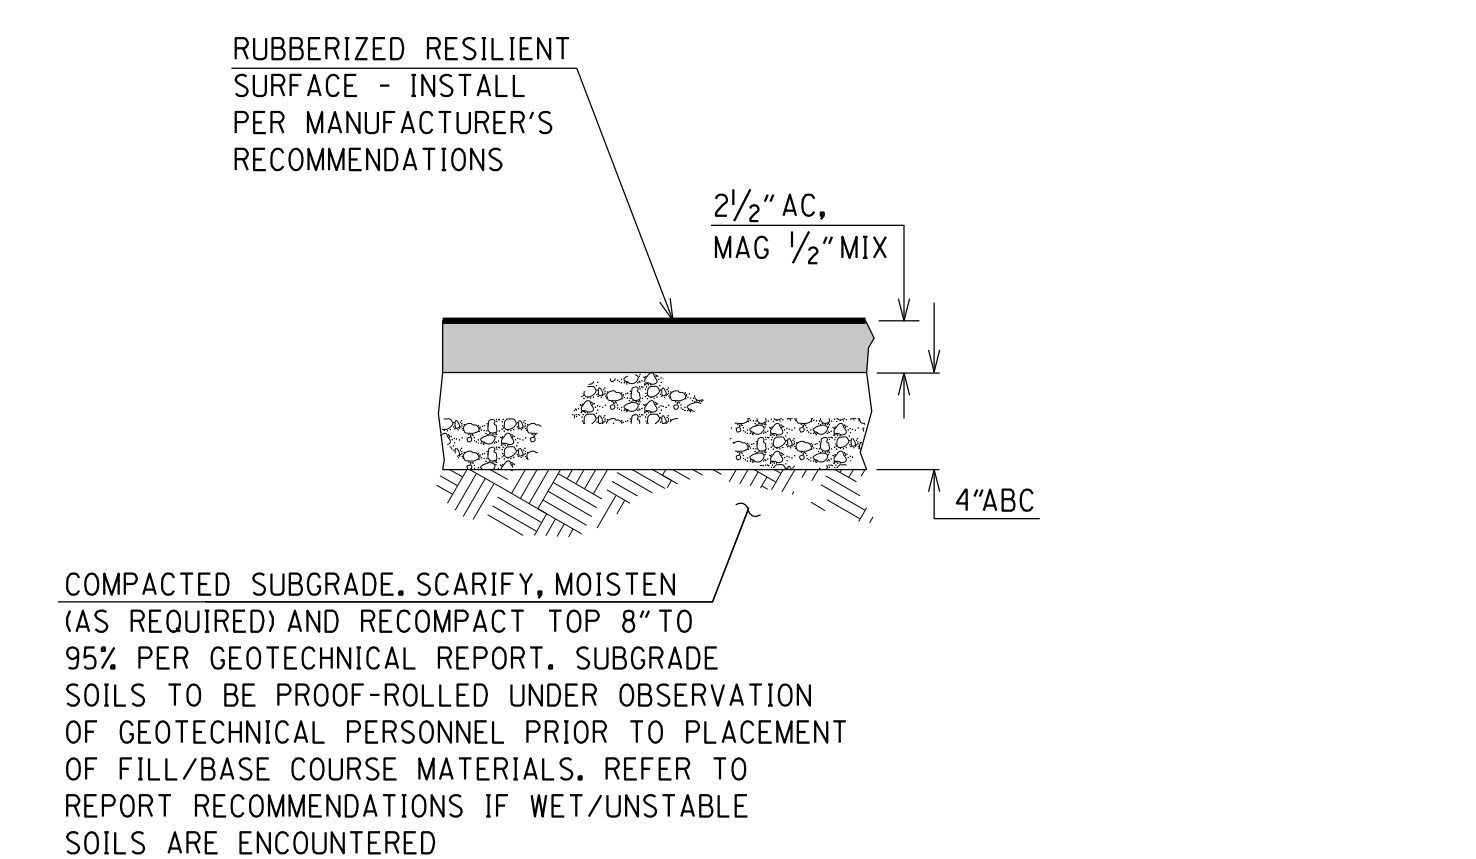 RUBBERIZED RESILIENT
SURFACE - INSTALL
PER MANUFACTURER'S
RECOMMENDATIONS
2½" AC,
MAG ½" MIX
4"ABC
COMPACTED SUBGRADE. SCARIFY, MOISTEN
(AS REQUIRED) AND RECOMPACT TOP 8" TO
95% PER GEOTECHNICAL REPORT. SUBGRADE
SOILS TO BE PROOF-ROLLED UNDER OBSERVATION
OF GEOTECHNICAL PERSONNEL PRIOR TO PLACEMENT
OF FILL/BASE COURSE MATERIALS. REFER TO
REPORT RECOMMENDATIONS IF WET/UNSTABLE
SOILS ARE ENCOUNTERED